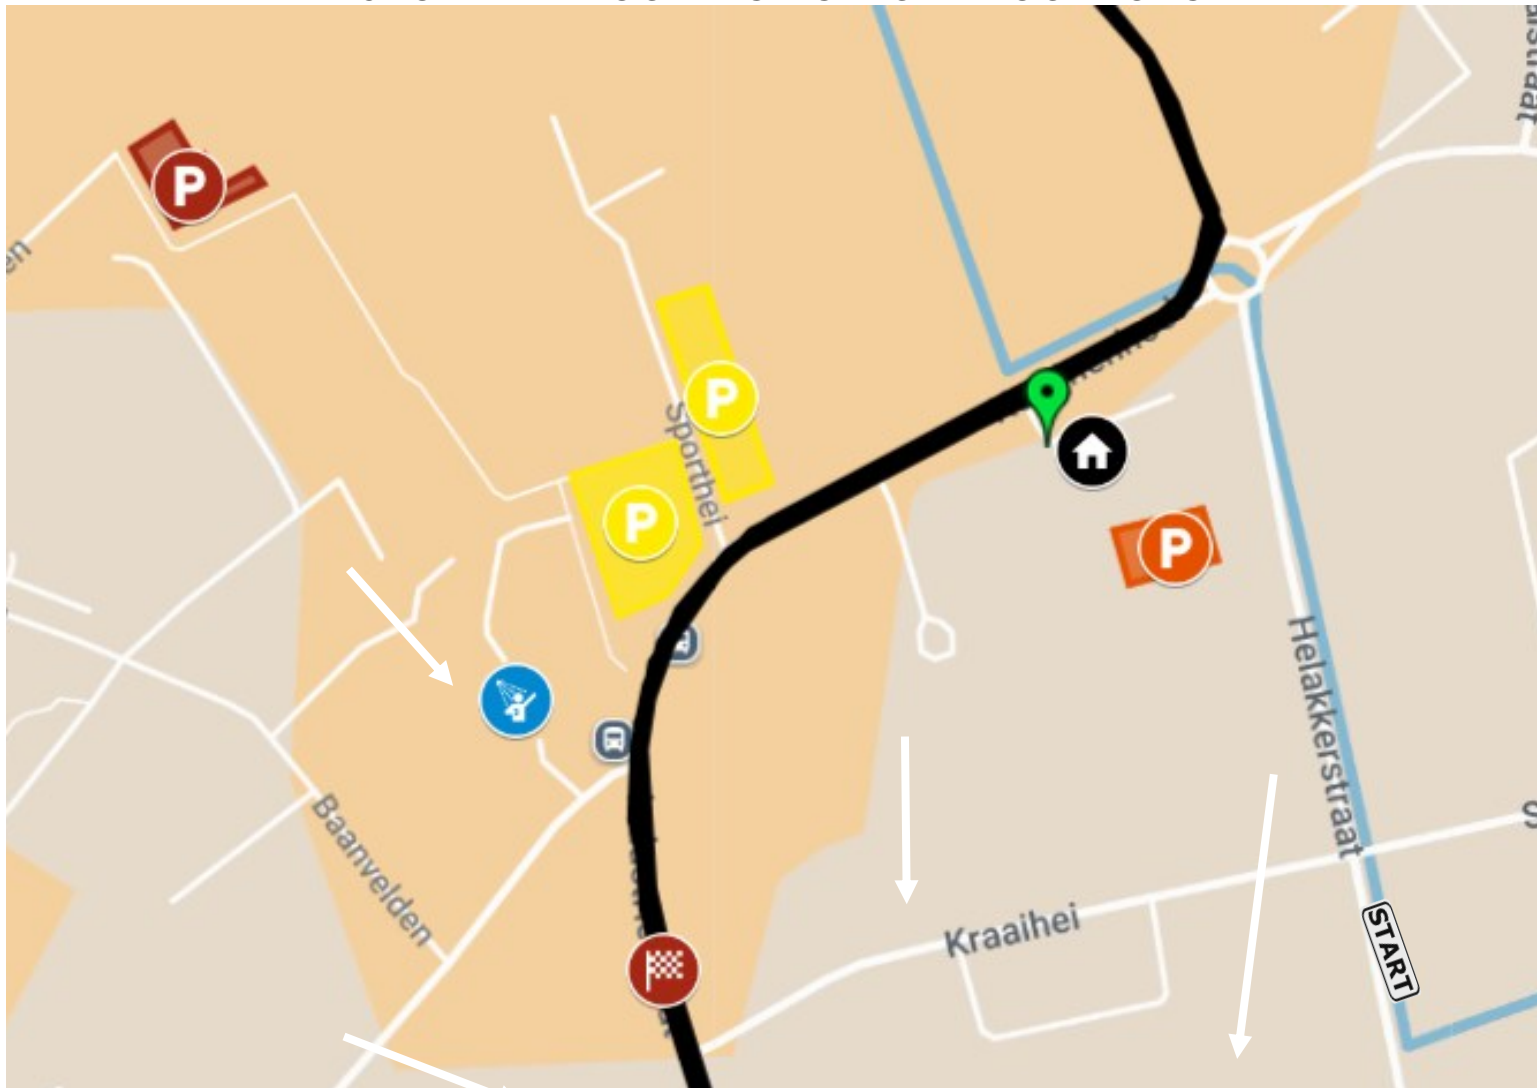 P
P
Sporthei
P
P
Helakkerstraat
Baanvelden
Kraaihei
START